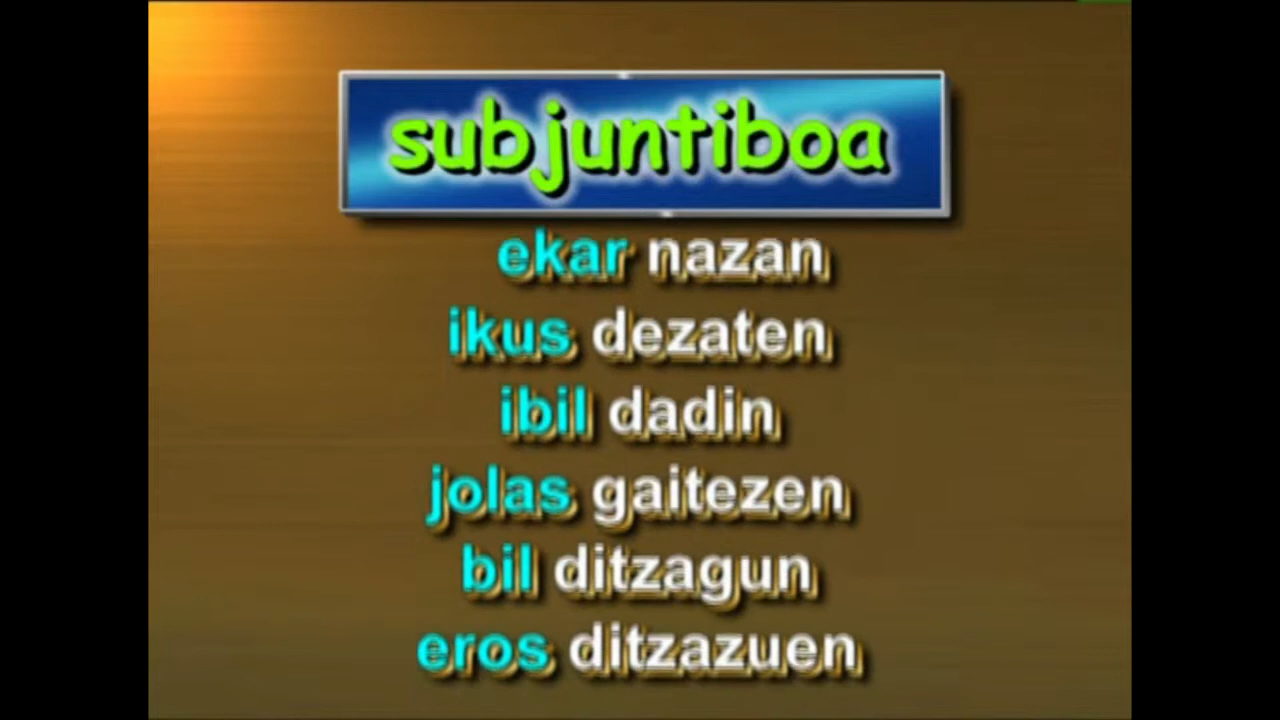 subjuntiboa
ekar nazan
ikus dezaten
ibil dadin
jolas gaitezen
bil ditzagun
eros ditzazuen